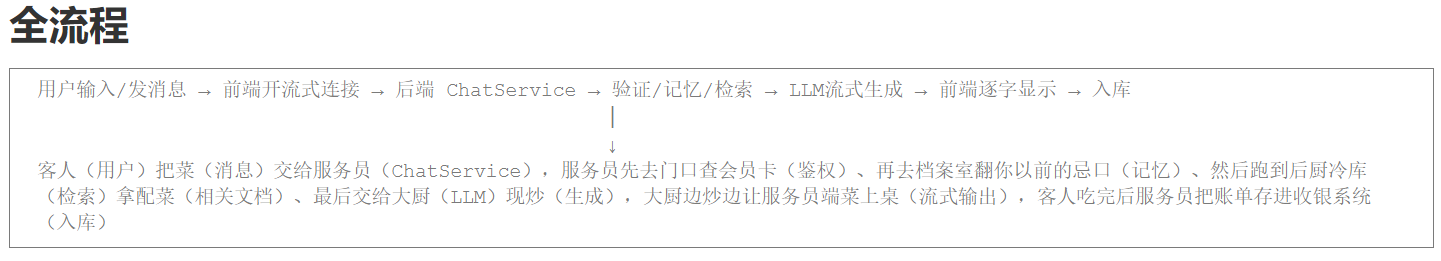 全流程
用户输入/发消息 → 前端开流式连接 → 后端 ChatService → 验证/记忆/检索 → LLM流式生成 → 前端逐字显示 → 入库
│
↓
客人（用户）把菜（消息）交给服务员（ChatService），服务员先去门口查会员卡（鉴权）、再去档案室翻你以前的忌口（记忆）、然后跑到后厨冷库
（检索）拿配菜（相关文档）、最后交给大厨（LLM）现炒（生成），大厨边炒边让服务员端菜上桌（流式输出），客人吃完后服务员把账单存进收银系统
（入库）